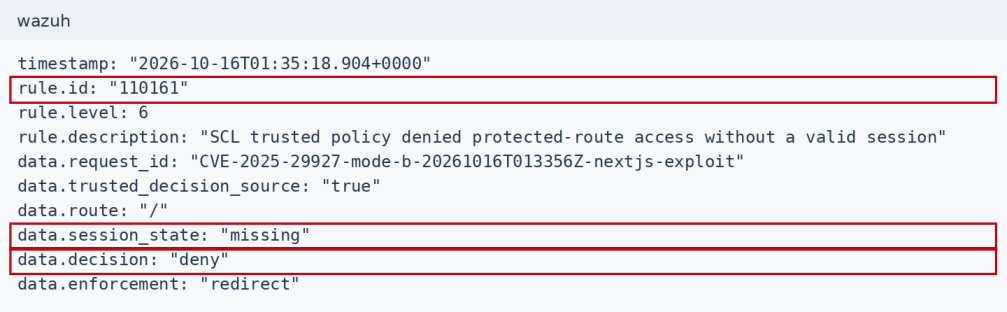 wazuh
timestamp: "2026-10-16T01:35:18.904+0000"
rule.id: "110161"
rule.level: 6
rule.description: "SCL trusted policy denied protected-route access without a valid session"
data.request_id: "CVE-2025-29927-mode-b-20261016T013356Z-nextjs-exploit"
data.trusted_decision_source: "true"
data.route: "/"
data.session_state: "missing"
data.decision: "deny"
data.enforcement: "redirect"